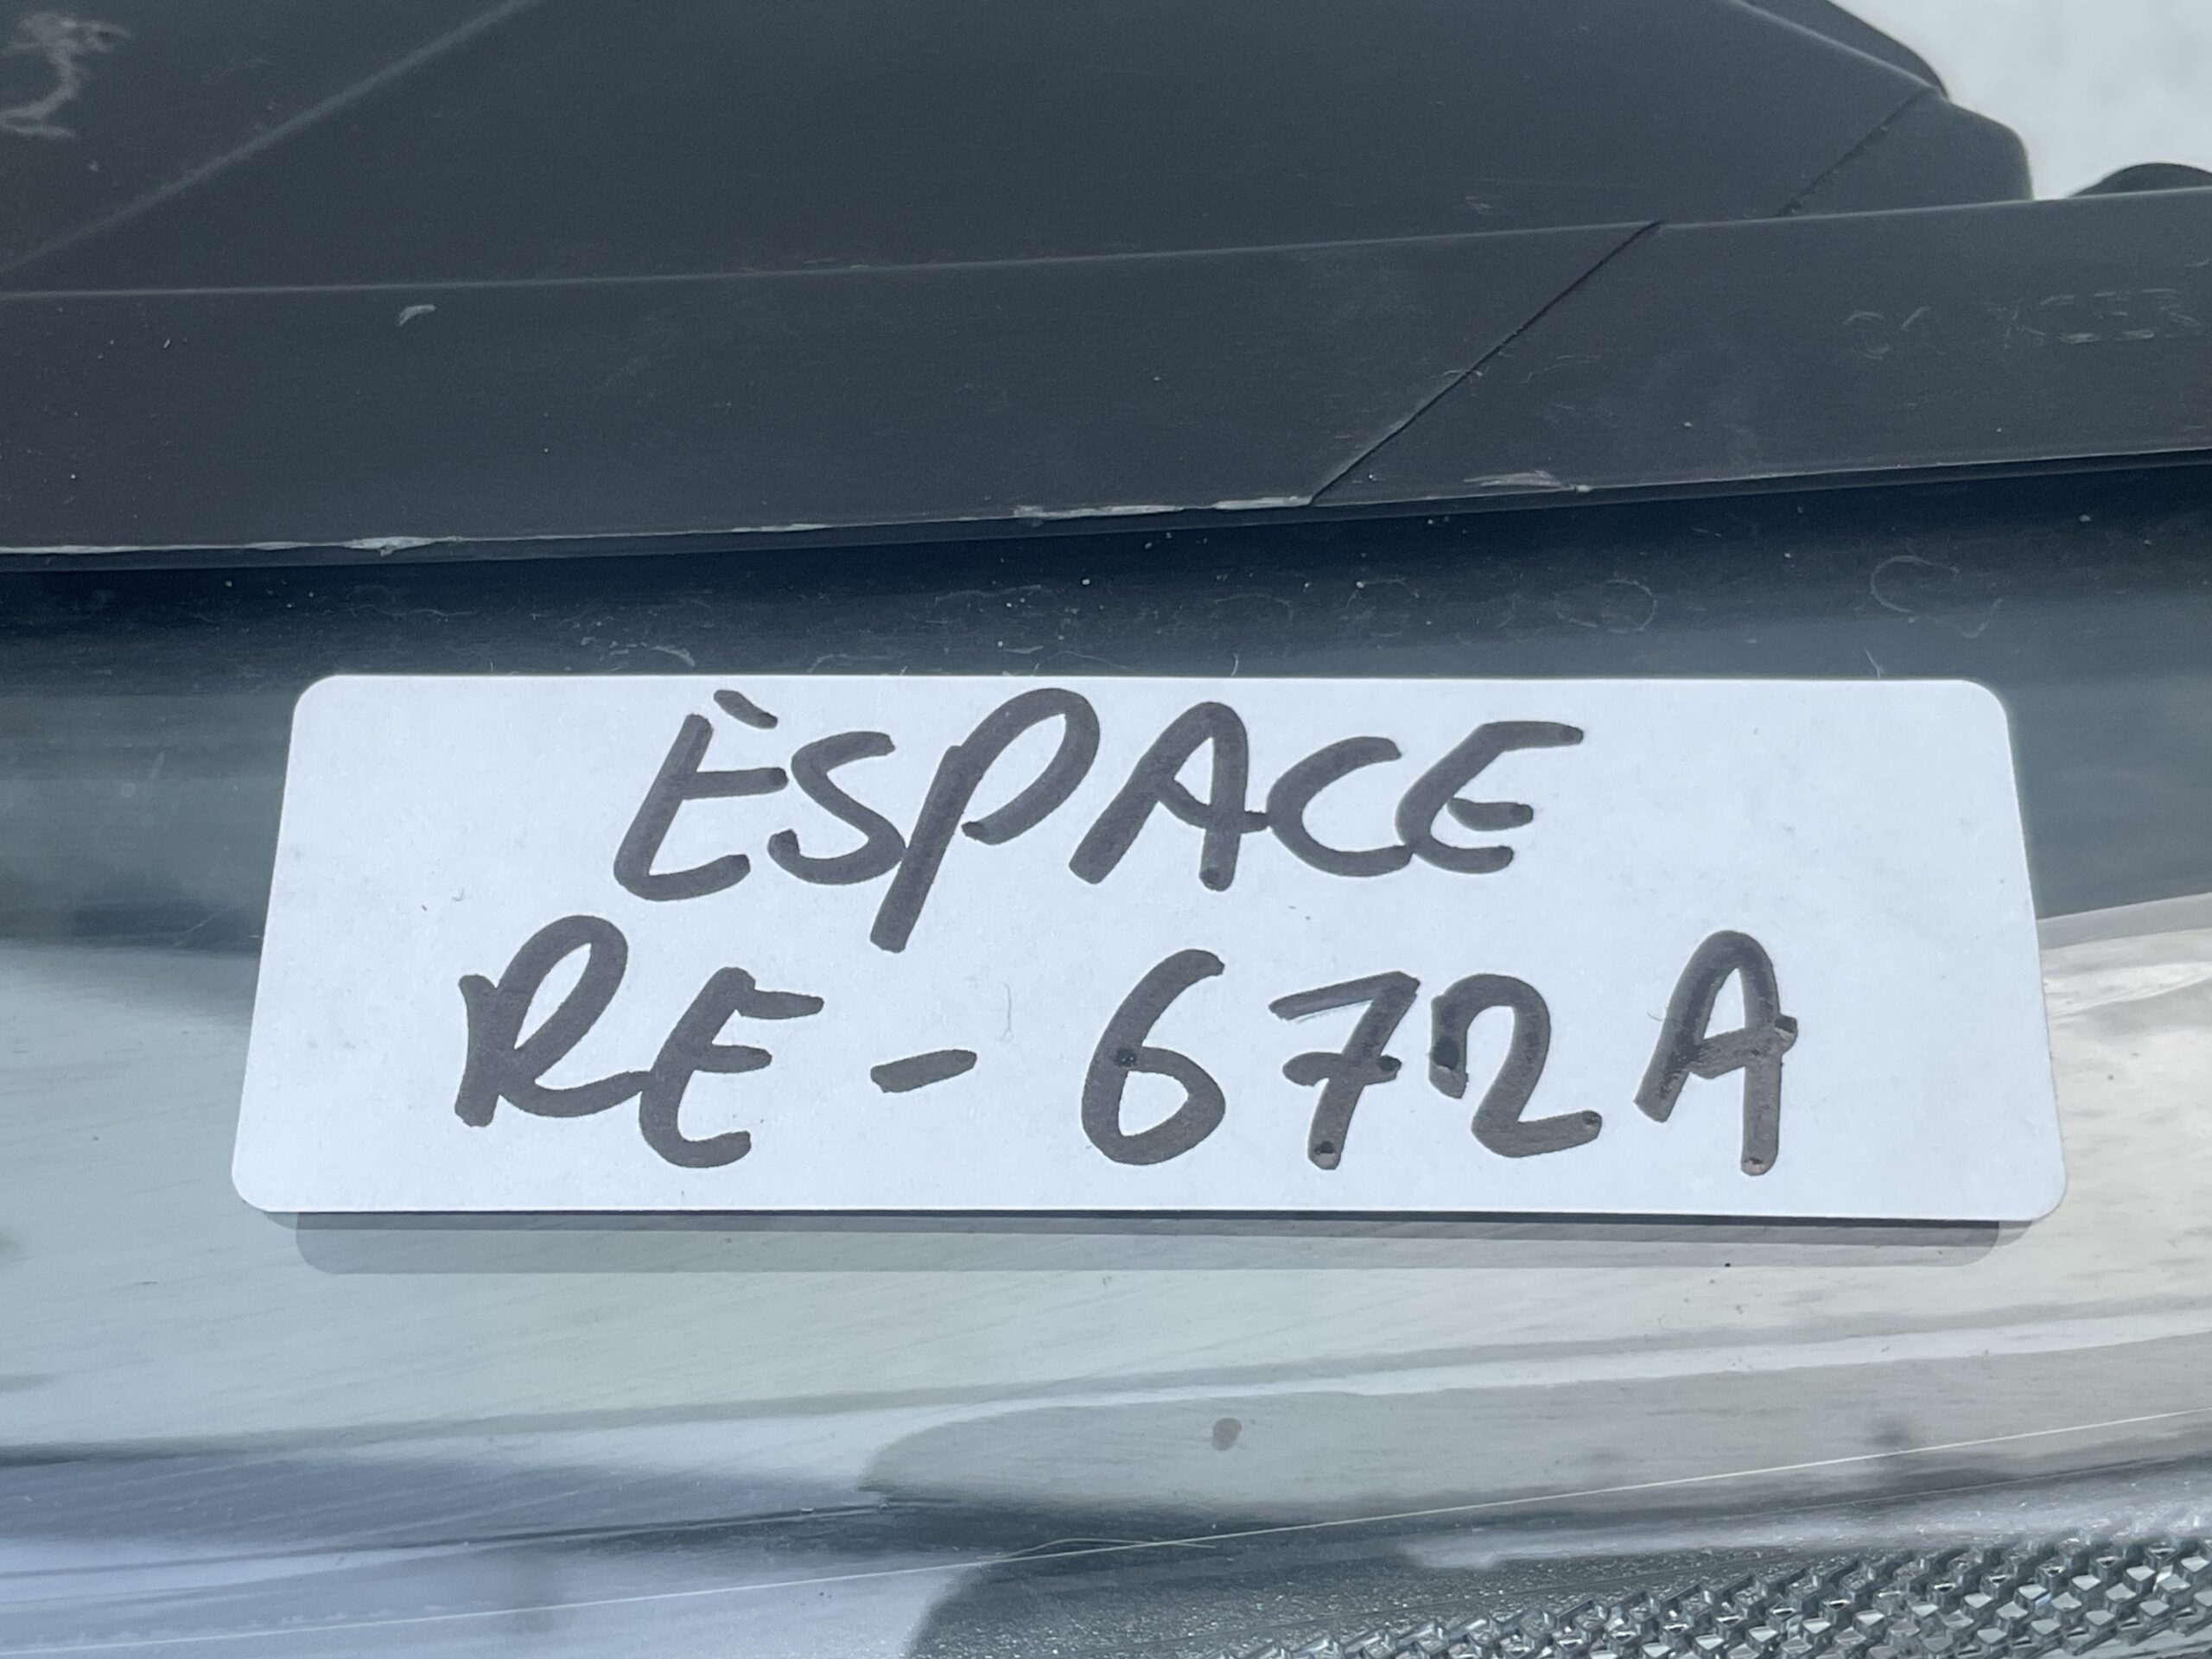 ÈSPACE
RE - 672A